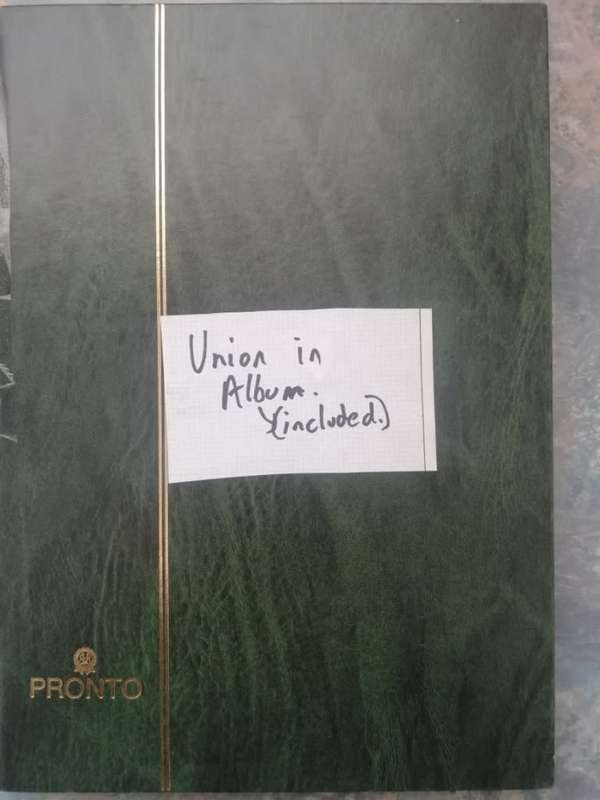 Union in
Album.
(included.)
PRONTO